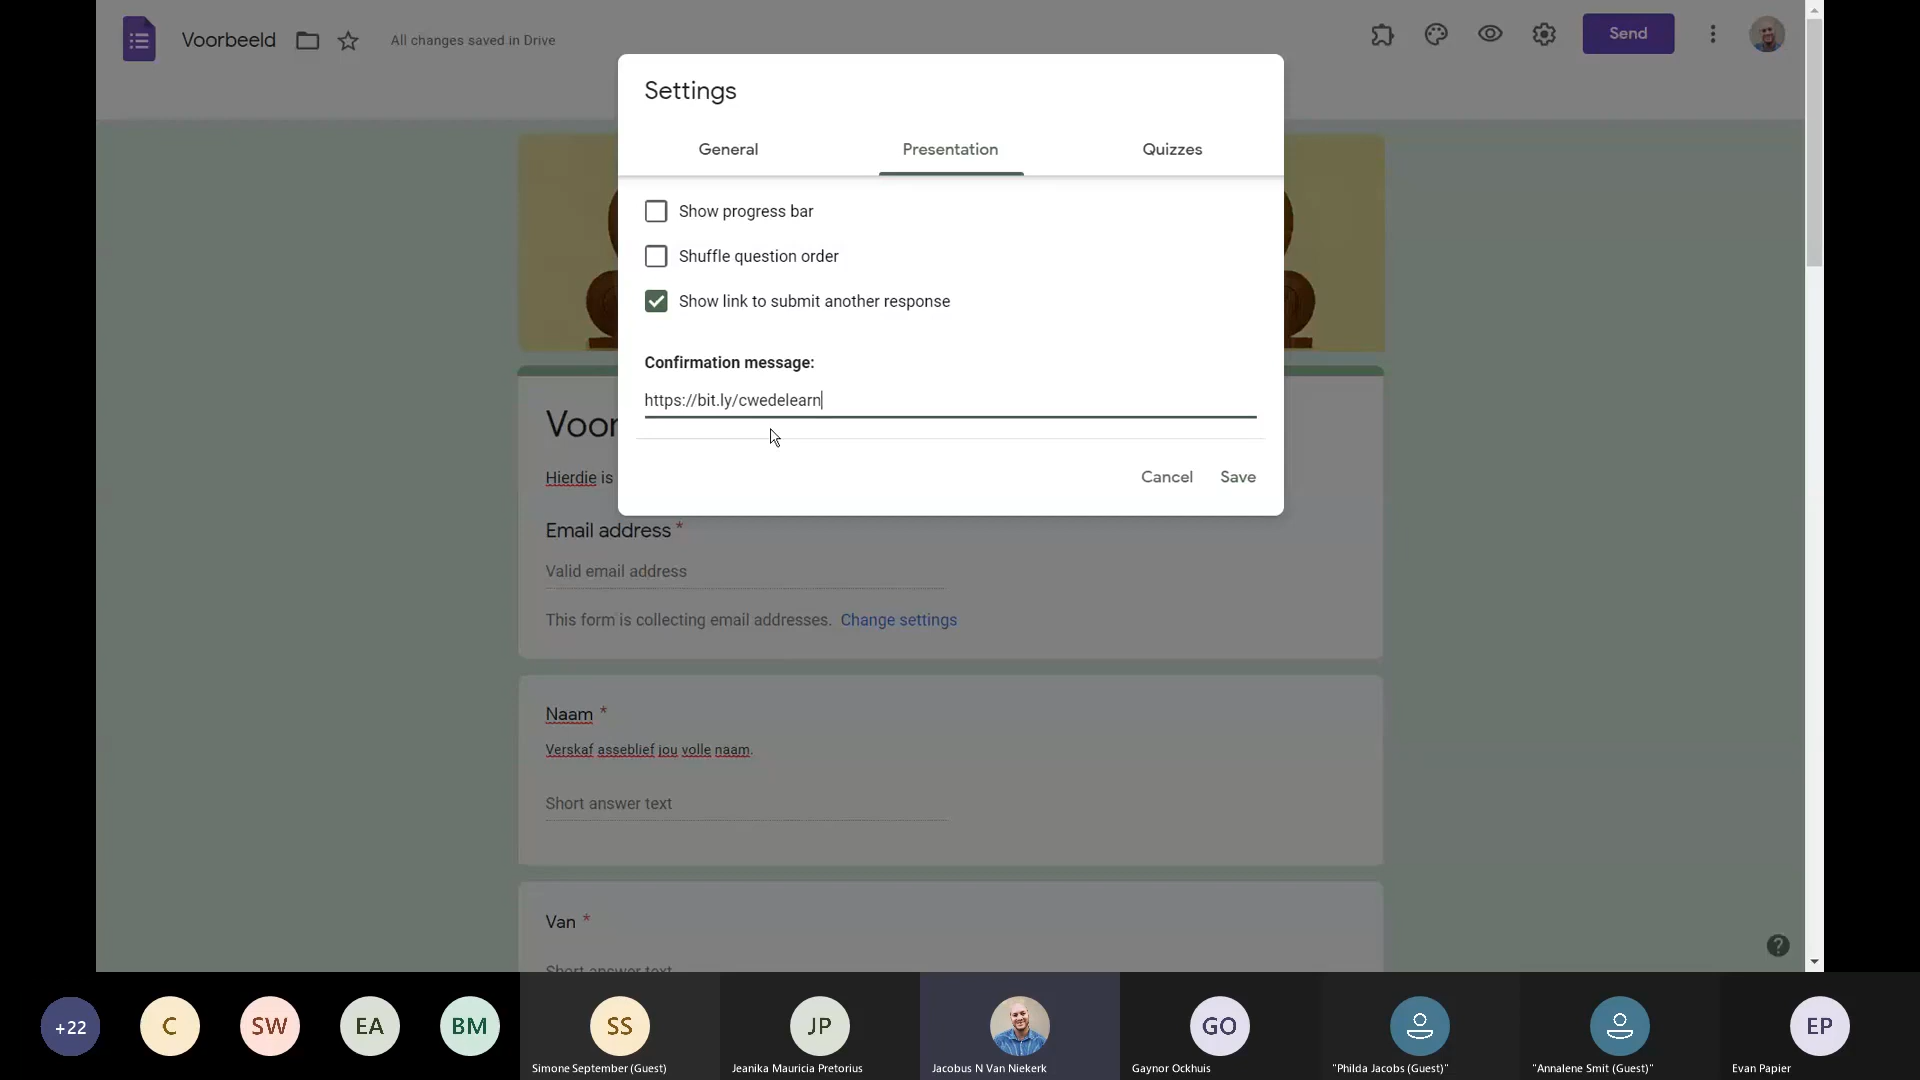 Voorbeeld
All changes saved in Drive
Send
Settings
General
Presentation
Quizzes
Show progress bar
Shuffle question order
Show link to submit another response
Confirmation message:
https://bit.ly/cwedelearn
Cancel
Save
Voor
Hierdie is
Email address *
Valid email address
This form is collecting email addresses. Change settings
Naam *
Verskaf asseblief jou volle naam.
Short answer text
Van *
Short answer text
+22
C
SW
EA
BM
SS
JP
GO
EP
Simone September (Guest)
Jeanika Mauricia Pretorius
Jacobus N Van Niekerk
Gaynor Ockhuis
"Philda Jacobs (Guest)"
"Annalene Smit (Guest)"
Evan Papier